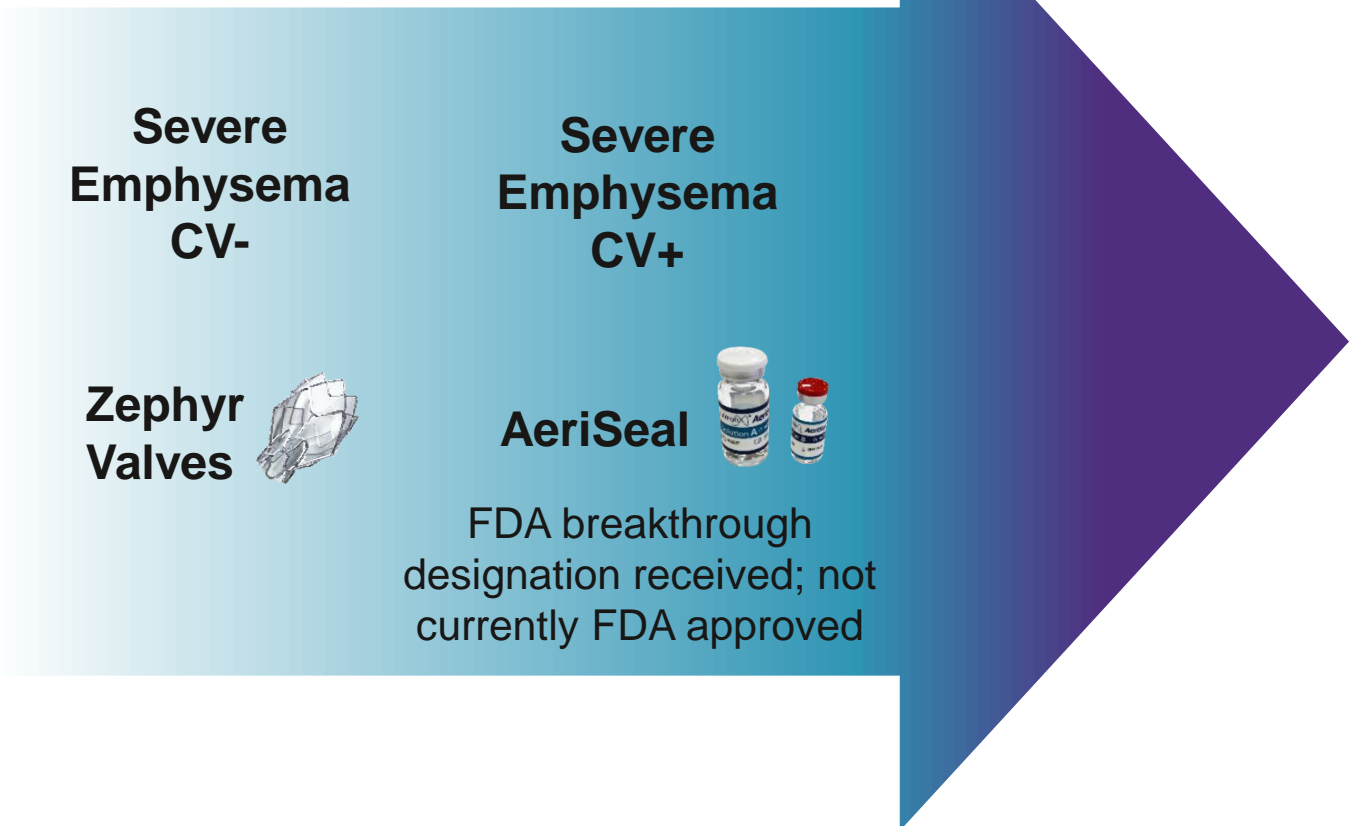 Severe
Emphysema
CV-
Severe
Emphysema
CV+
Zephyr
Valves
AeriSeal
FDA breakthrough
designation received; not
currently FDA approved